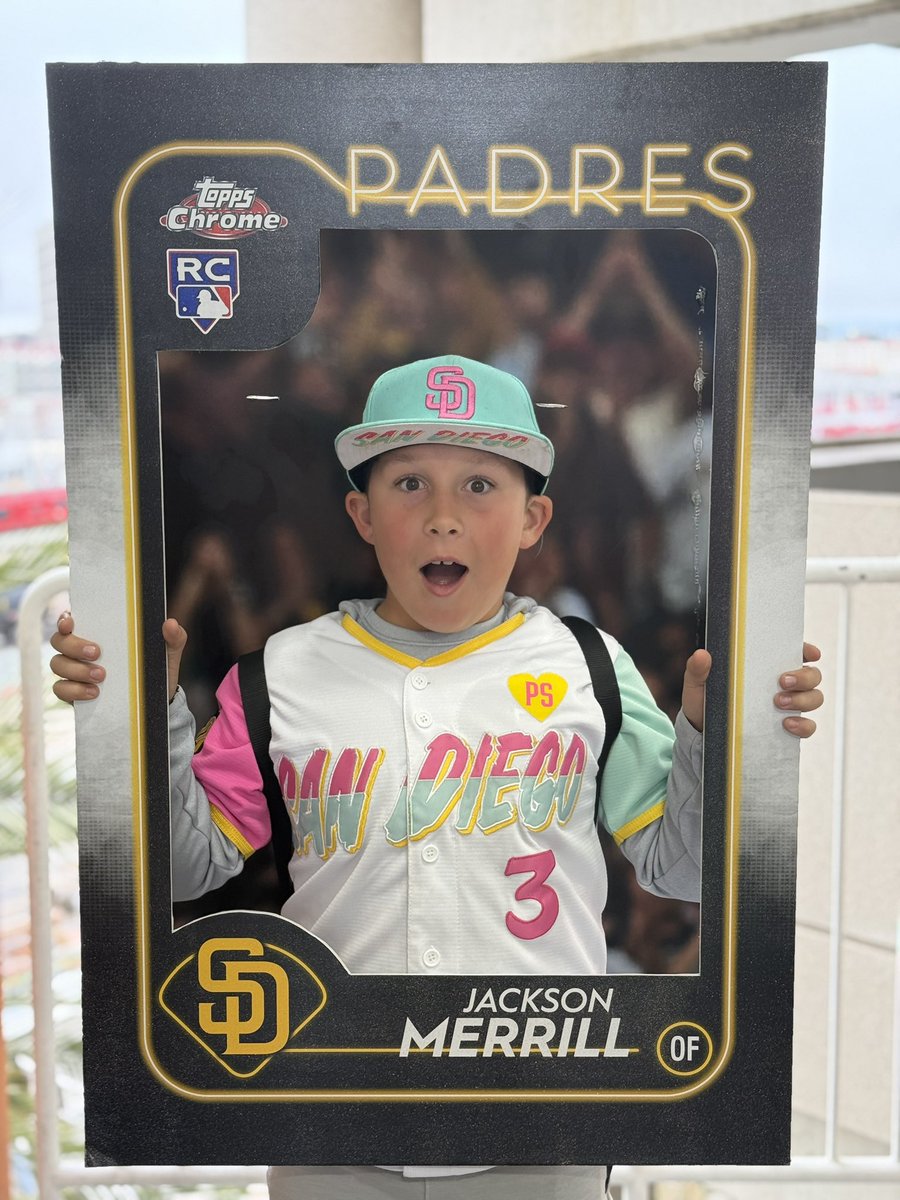 PADRES
Topps
Chrome
RC
SD
SAN DIEGO
PS
SAN DIEGO
3
SD
JACKSON
MERRILL
OF